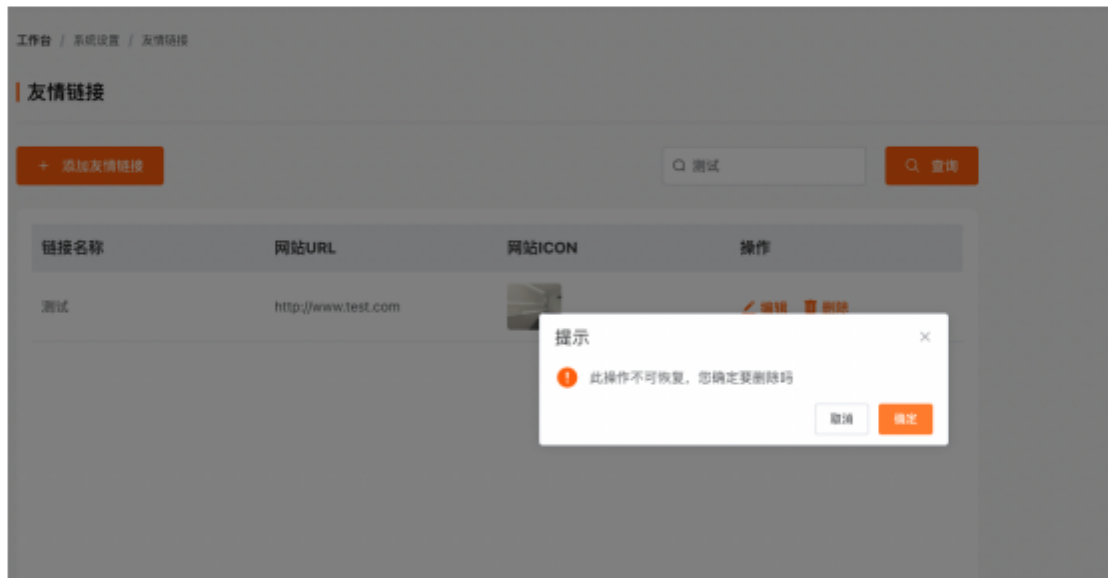 工作台 / 系统设置 / 友情链接
友情链接
+ 添加友情链接
测试
查询
链接名称 网站URL 网站ICON 操作
测试 http://www.test.com 编辑 删除
提示
此操作不可恢复，您确定要删除吗
取消 确定